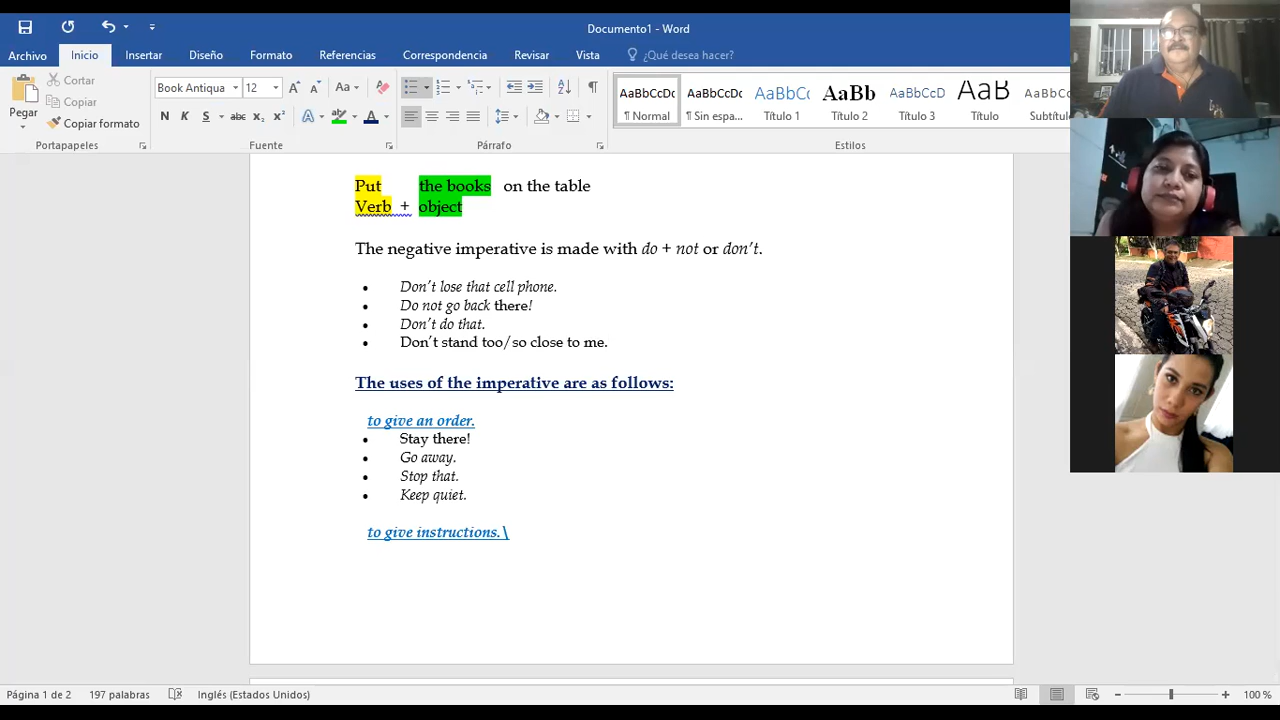 Documento1 - Word
Archivo Inicio Insertar Diseño Formato Referencias Correspondencia Revisar Vista ¿Qué desea hacer?
Cortar
Copiar
Pegar
Copiar formato
Book Antiqua 12 Aa
N K S abc x₂ x² A ab A
AaBbCcDc AaBbCcDc AaBbCc AaBb AaBbCcD AaB AaBbCcD
¶ Normal ¶ Sin espa... Título 1 Título 2 Título 3 Título Subtítul
Portapapeles Fuente Párrafo Estilos
Put the books on the table
Verb + object
The negative imperative is made with do + not or don't.
• Don't lose that cell phone.
• Do not go back there!
• Don't do that.
• Don't stand too/so close to me.
The uses of the imperative are as follows:
to give an order.
• Stay there!
• Go away.
• Stop that.
• Keep quiet.
to give instructions.\
Página 1 de 2 197 palabras Inglés (Estados Unidos) 100 %